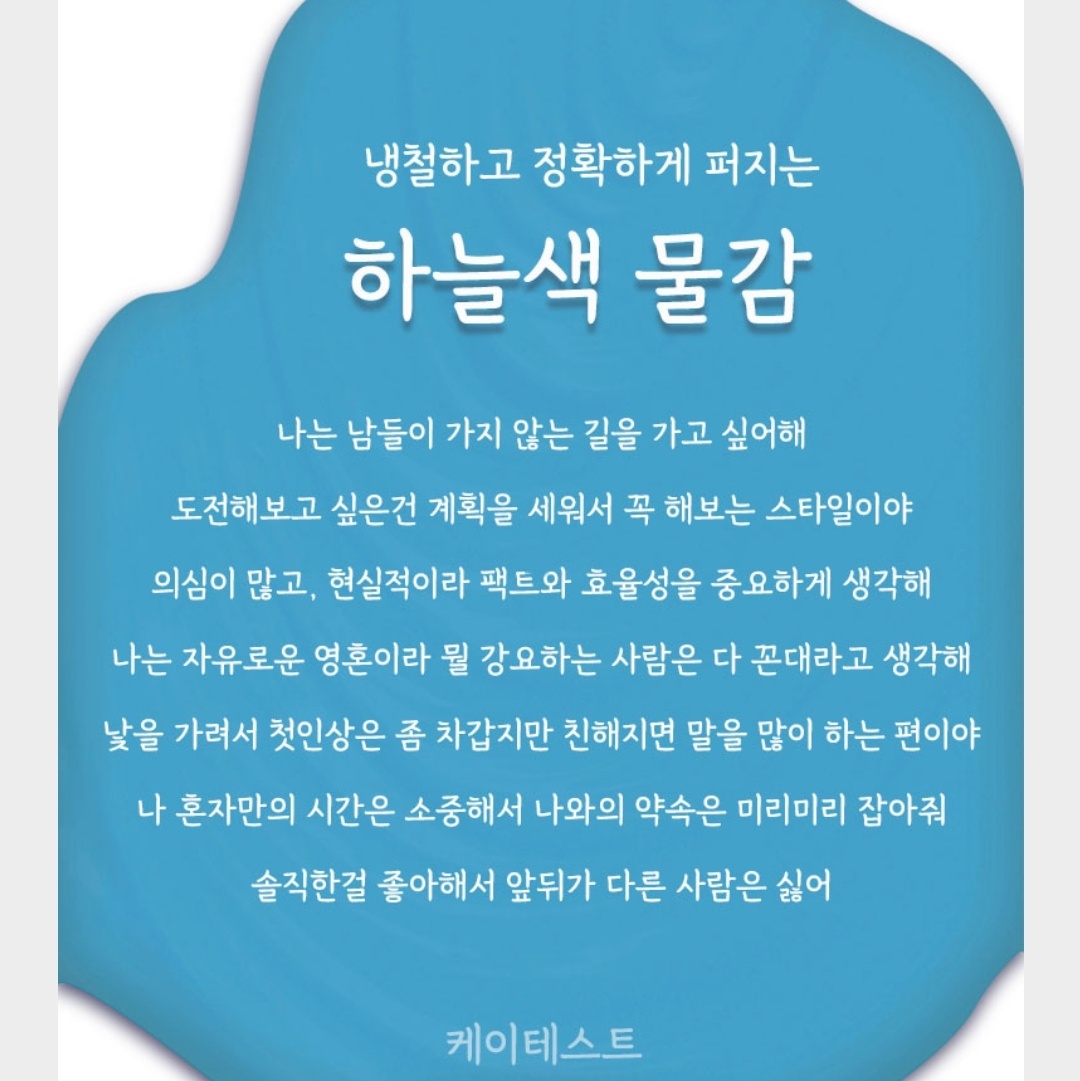 냉철하고 정확하게 퍼지는
하늘색 물감
나는 남들이 가지 않는 길을 가고 싶어해
도전해보고 싶은건 계획을 세워서 꼭 해보는 스타일이야
의심이 많고, 현실적이라 팩트와 효율성을 중요하게 생각해
나는 자유로운 영혼이라 뭘 강요하는 사람은 다 꼰대라고 생각해
낯을 가려서 첫인상은 좀 차갑지만 친해지면 말을 많이 하는 편이야
나 혼자만의 시간은 소중해서 나와의 약속은 미리미리 잡아줘
솔직한걸 좋아해서 앞뒤가 다른 사람은 싫어
케이테스트